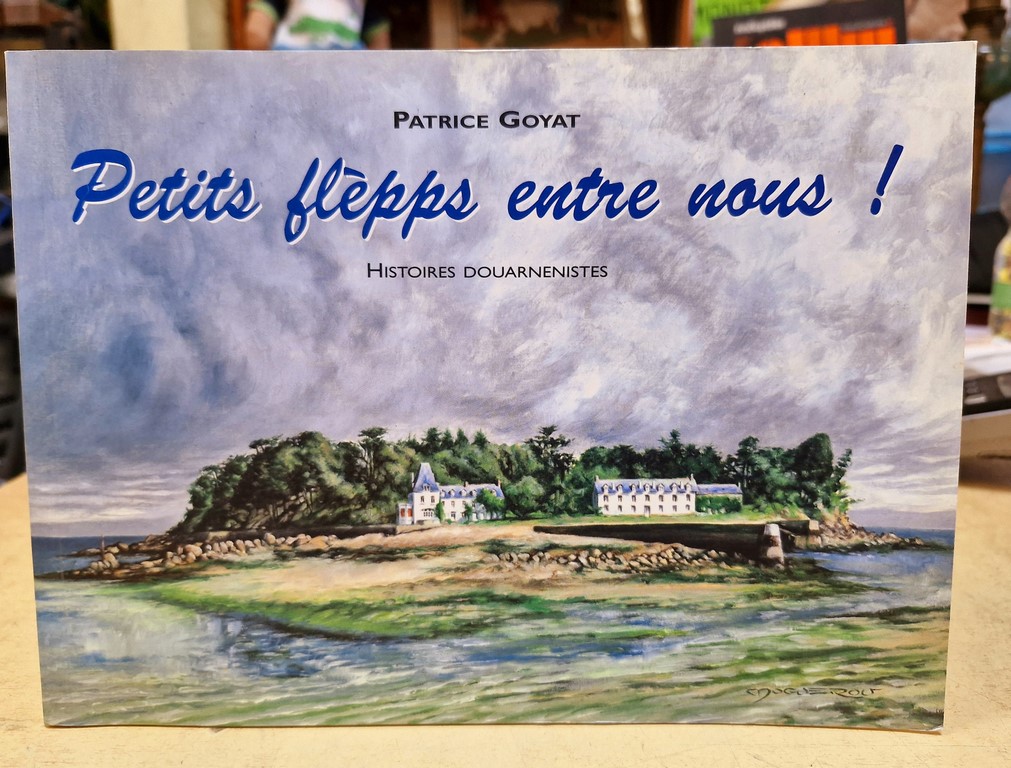 PATRICE GOYAT
Petits flèpps entre nous !
HISTOIRES DOUARNENISTES